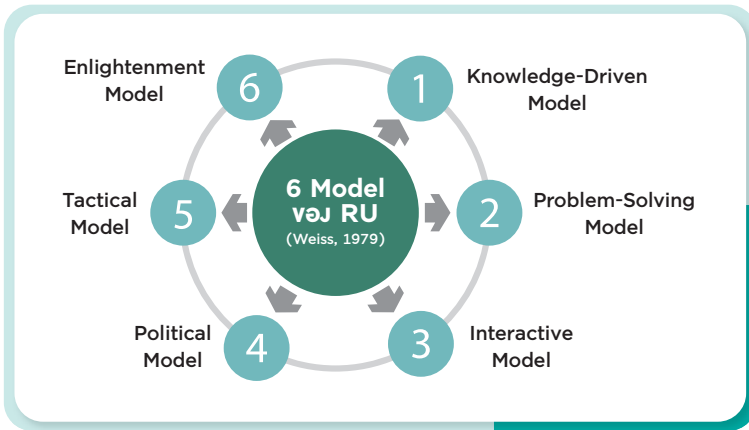 6 Model
ของ RU
(Weiss, 1979)
1
Knowledge-Driven
Model
2
Problem-Solving
Model
3
Interactive
Model
4
Political
Model
5
Tactical
Model
6
Enlightenment
Model